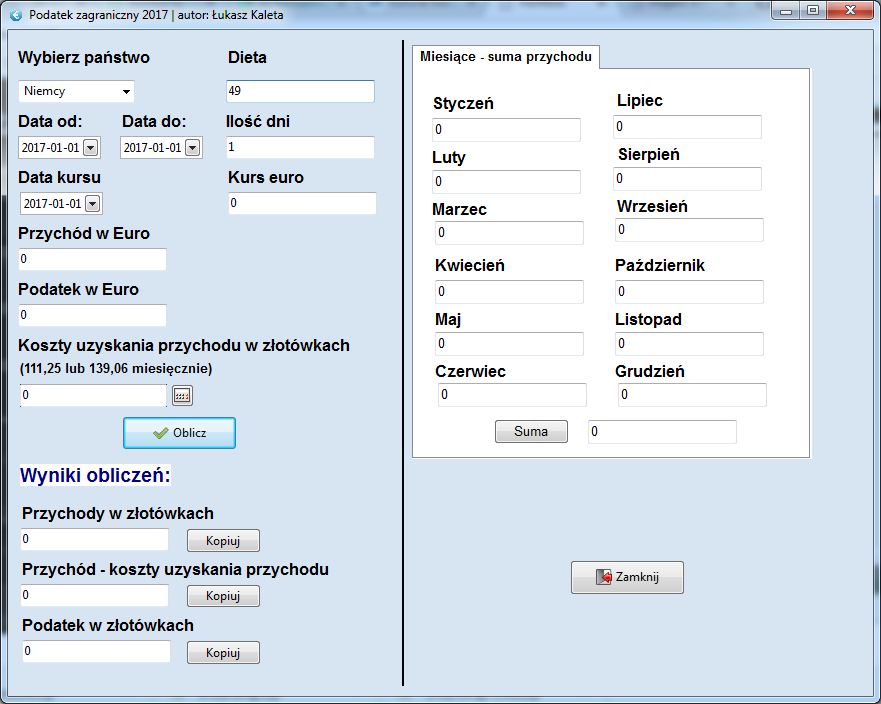 Podatek zagraniczny 2017 | autor: Łukasz Kaleta
Wybierz państwo
Dieta
Niemcy
49
Data od:
Data do:
Ilość dni
2017-01-01
2017-01-01
1
Data kursu
Kurs euro
2017-01-01
0
Przychód w Euro
0
Podatek w Euro
0
Koszty uzyskania przychodu w złotówkach
(111,25 lub 139,06 miesięcznie)
0
Oblicz
Wyniki obliczeń:
Przychody w złotówkach
0
Kopiuj
Przychód - koszty uzyskania przychodu
0
Kopiuj
Podatek w złotówkach
0
Kopiuj
Miesiące - suma przychodu
Styczeń
0
Luty
0
Marzec
0
Kwiecień
0
Maj
0
Czerwiec
0
Lipiec
0
Sierpień
0
Wrzesień
0
Październik
0
Listopad
0
Grudzień
0
Suma
0
Zamknij